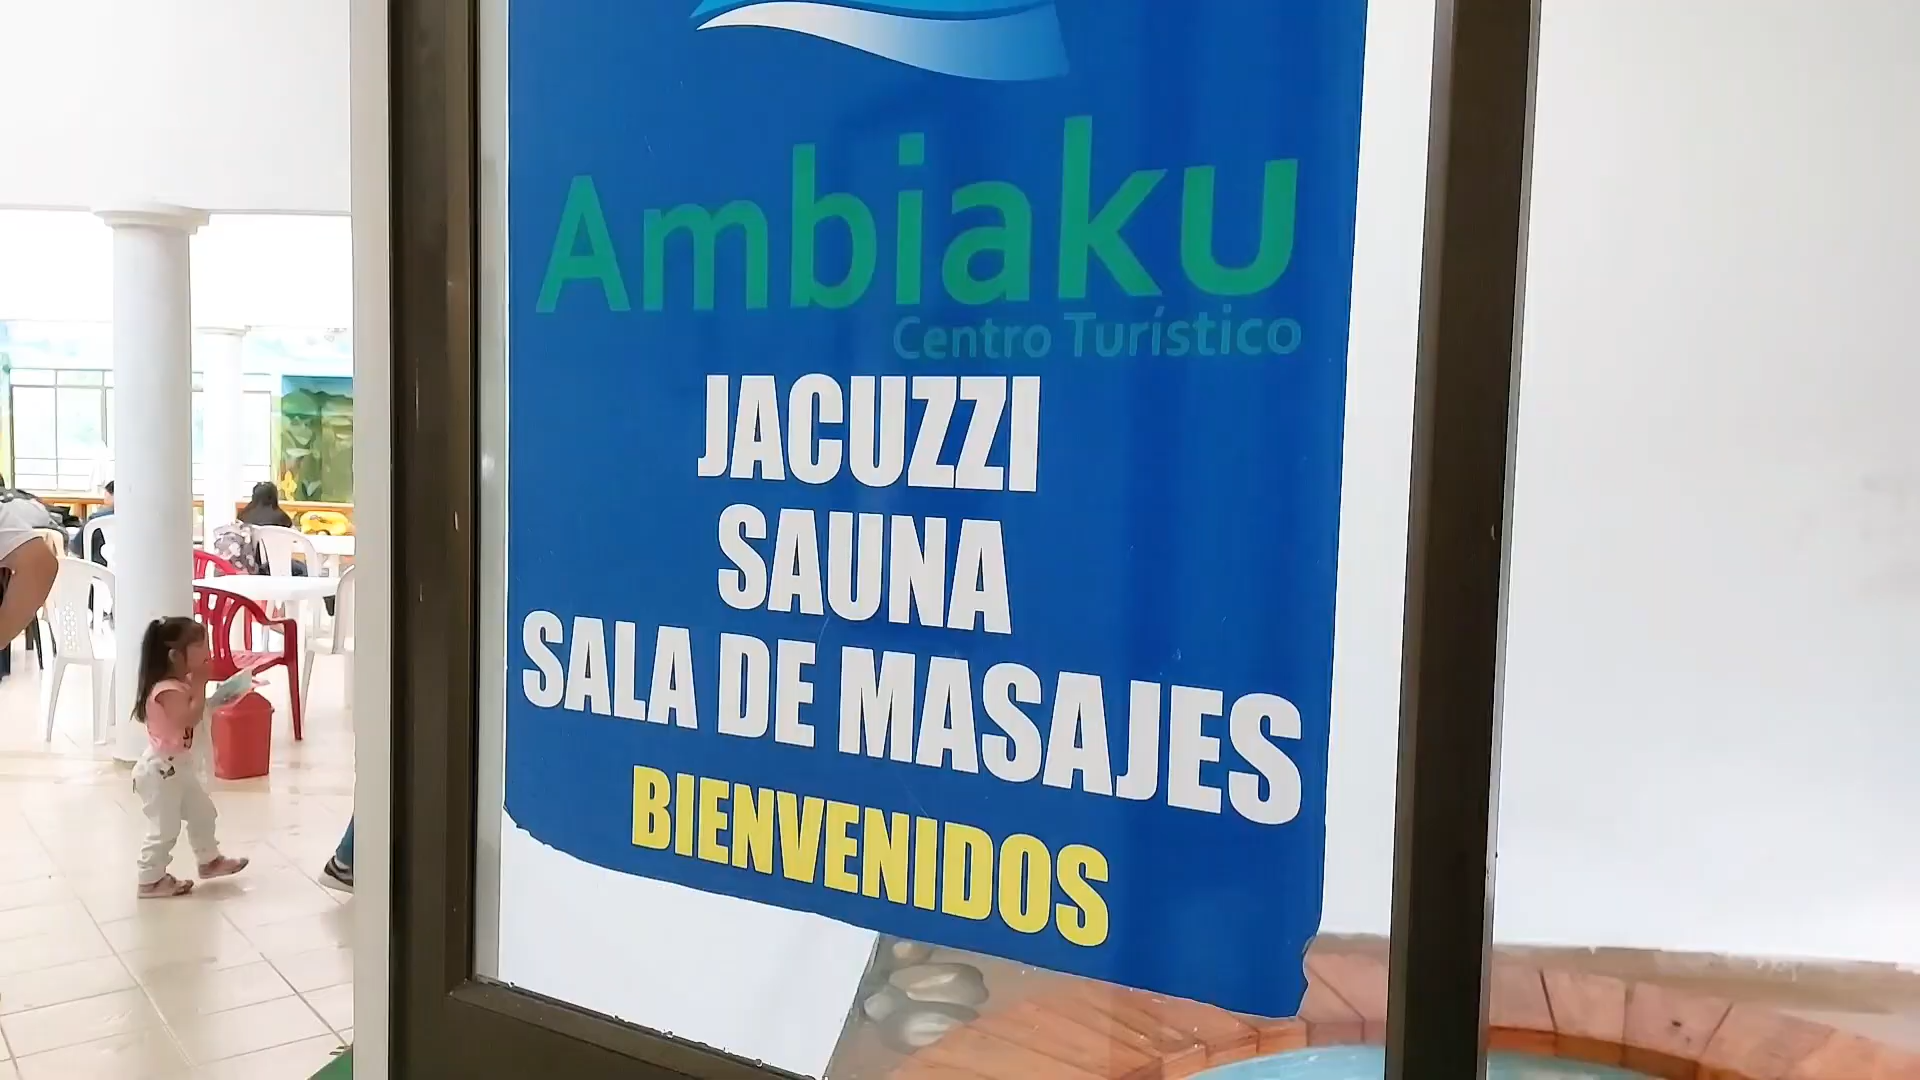 Ambiaku
Centro Turístico
JACUZZI
SAUNA
SALA DE MASAJES
BIENVENIDOS